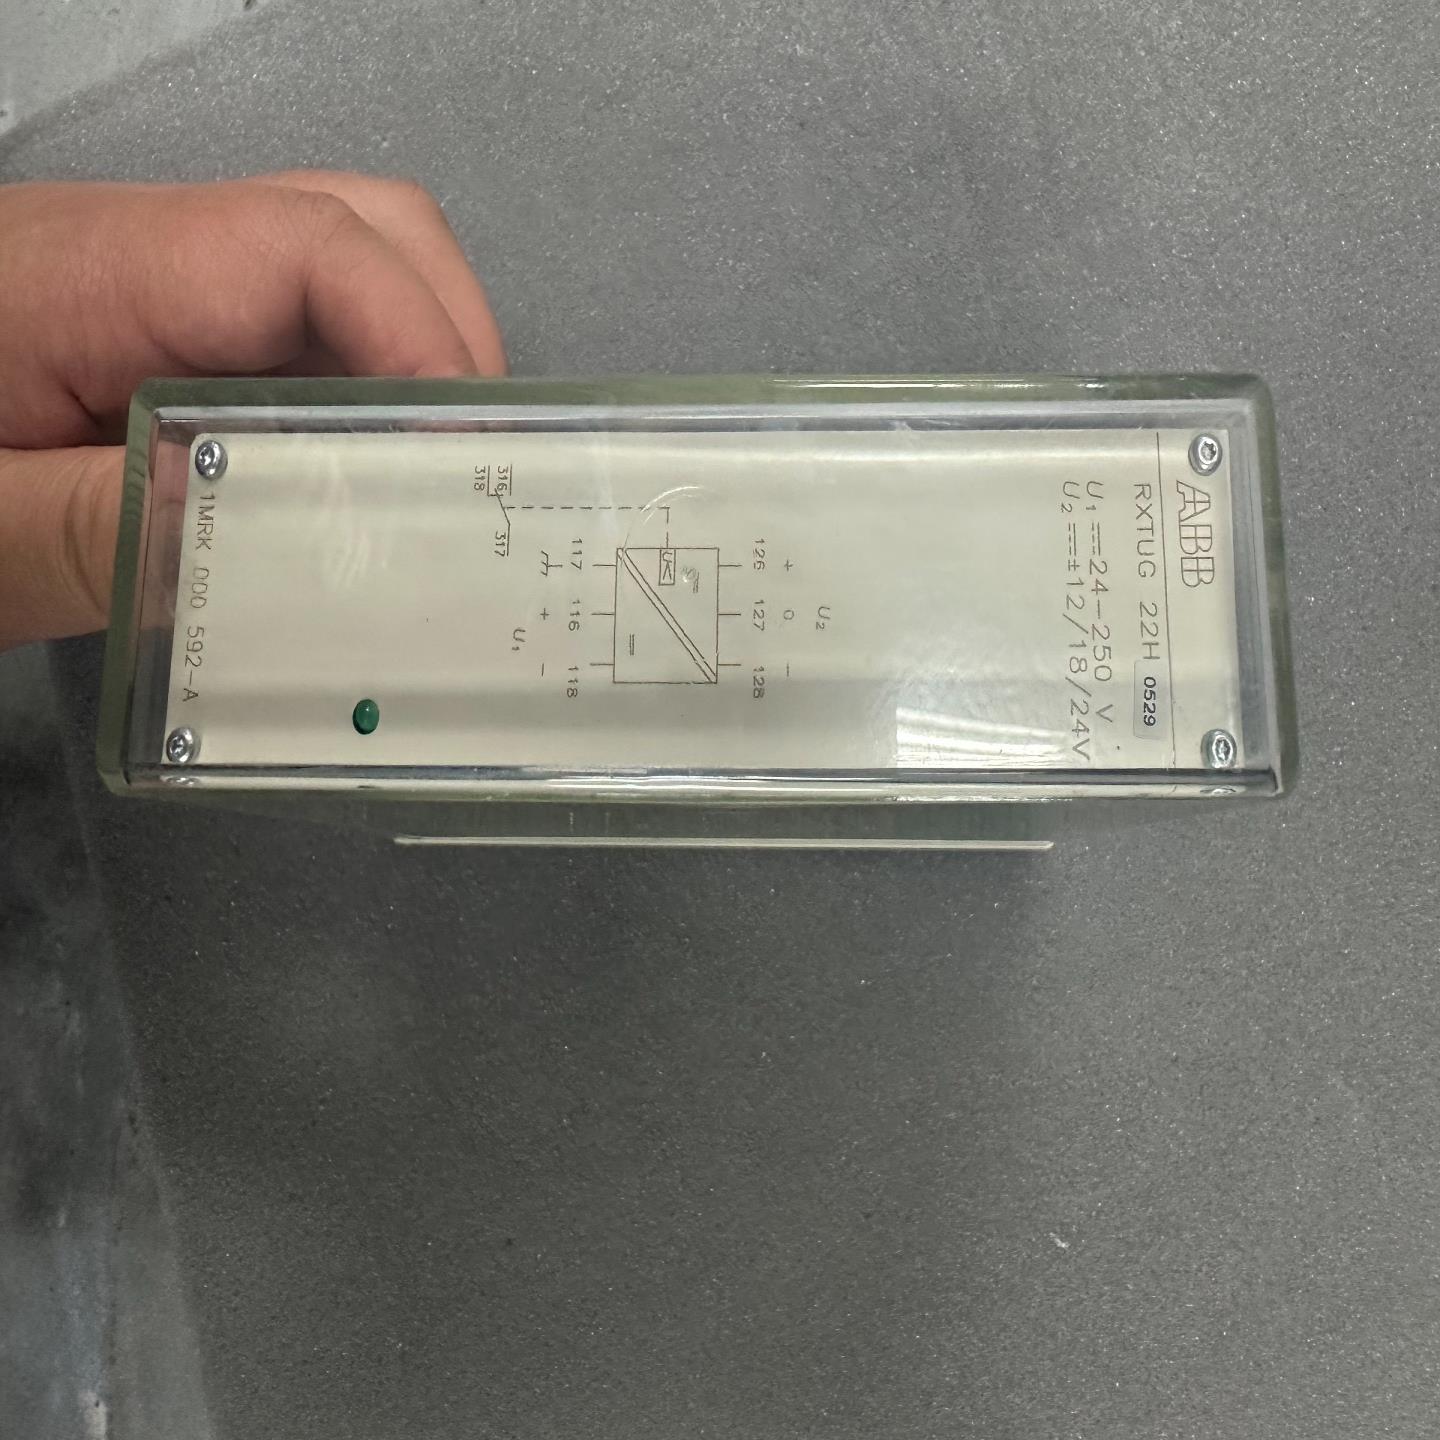 ABB
RXTUG 22H 0529
U1 ⎓ 24-250 V
U2 ⎓ ±12/18/24V
U2
+ 0 -
126 127 128
U<
117 116 118
+ -
U1
317
316
318
1MRK 000 592-A